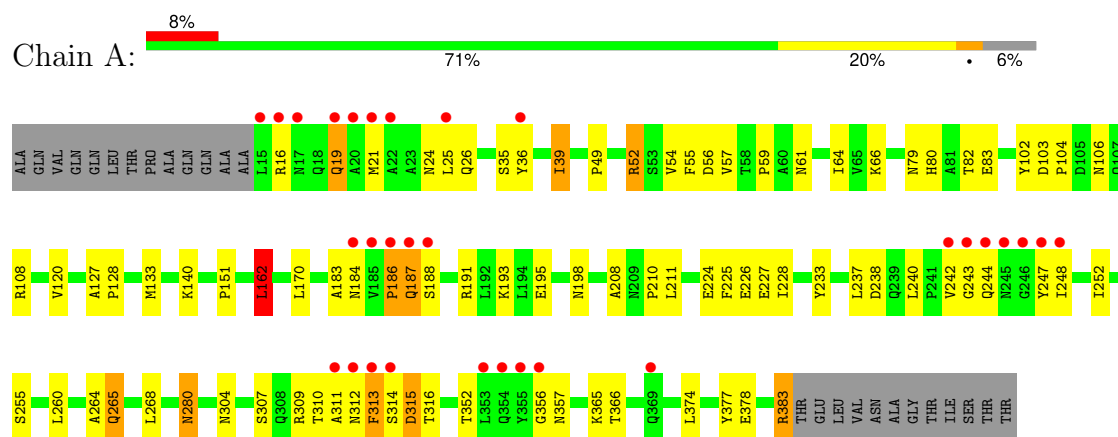 8%
Chain A:
71% 20% • 6%
ALA GLN VAL GLN GLN LEU THR PRO ALA GLN GLN ALA ALA L15 R16 N17 Q18 Q19 A20 M21 A22 A23 N24 L25 Q26 S35 Y36 I39 P49 R52 S53 V54 F55 D56 V57 T58 P59 A60 N61 I64 V65 K66 N79 H80 A81 T82 E83 Y102 D103 P104 D105 N106 Q107
R108 V120 A127 P128 M133 K140 P151 L162 L170 A183 N184 V185 P186 Q187 S188 R191 L192 K193 L194 E195 N198 A208 N209 P210 L211 E224 F225 E226 E227 I228 Y233 L237 D238 Q239 L240 P241 V242 G243 Q244 N245 G246 Y247 I248 I252
S255 L260 A264 Q265 L268 N280 N304 S307 Q308 R309 T310 A311 N312 F313 S314 D315 T316 T352 L353 Q354 Y355 G356 N357 K365 T366 Q369 L374 Y377 E378 R383 THR GLU LEU VAL ASN ALA GLY THR ILE SER THR THR